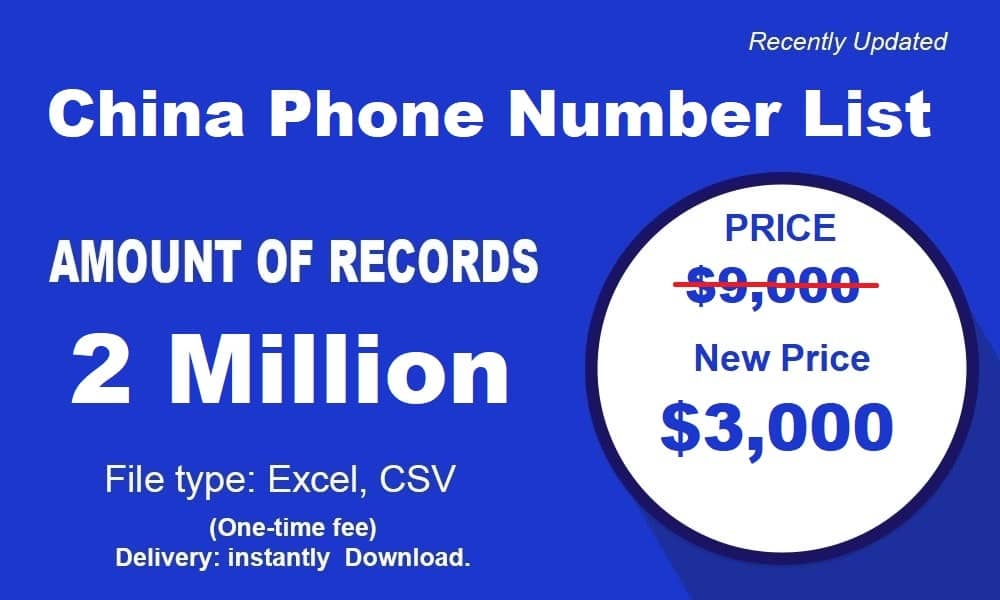 Recently Updated
China Phone Number List
AMOUNT OF RECORDS
2 Million
File type: Excel, CSV
(One-time fee)
Delivery: instantly Download.
PRICE
$9,000
New Price
$3,000